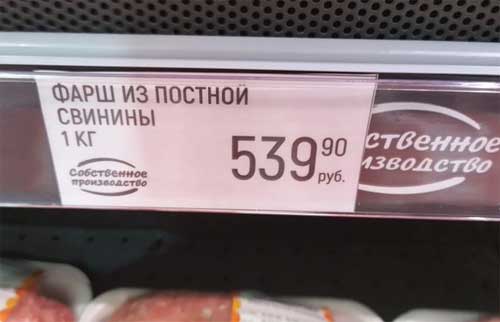 ФАРШ ИЗ ПОСТНОЙ
СВИНИНЫ
1 КГ
539 90
руб.
Собственное
производство
ственное
изводство